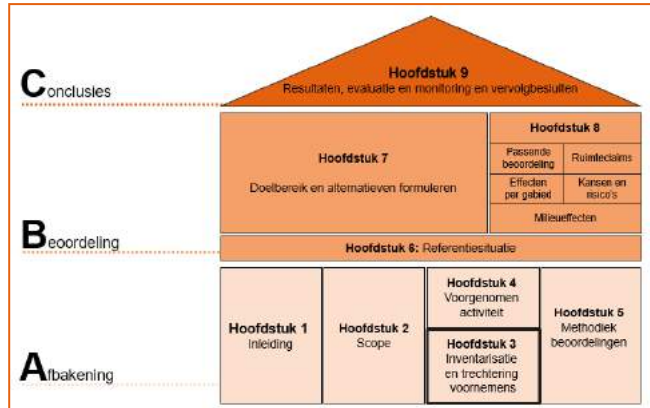 Hoofdstuk 9
Resultaten, evaluatie en monitoring en vervolgbesluiten
Conclusies
Hoofdstuk 7
Doelbereik en alternatieven formuleren
Hoofdstuk 8
Passende
beoordeling
Ruimteclaims
Effecten
per gebied
Kansen en
risico's
Milieueffecten
Beoordeling
Hoofdstuk 6: Referentiesituatie
Hoofdstuk 1
Inleiding
Hoofdstuk 2
Scope
Hoofdstuk 4
Voorgenomen
activiteit
Hoofdstuk 3
Inventarisatie
en trechtering
voornemens
Hoofdstuk 5
Methodiek
beoordelingen
Afbakening